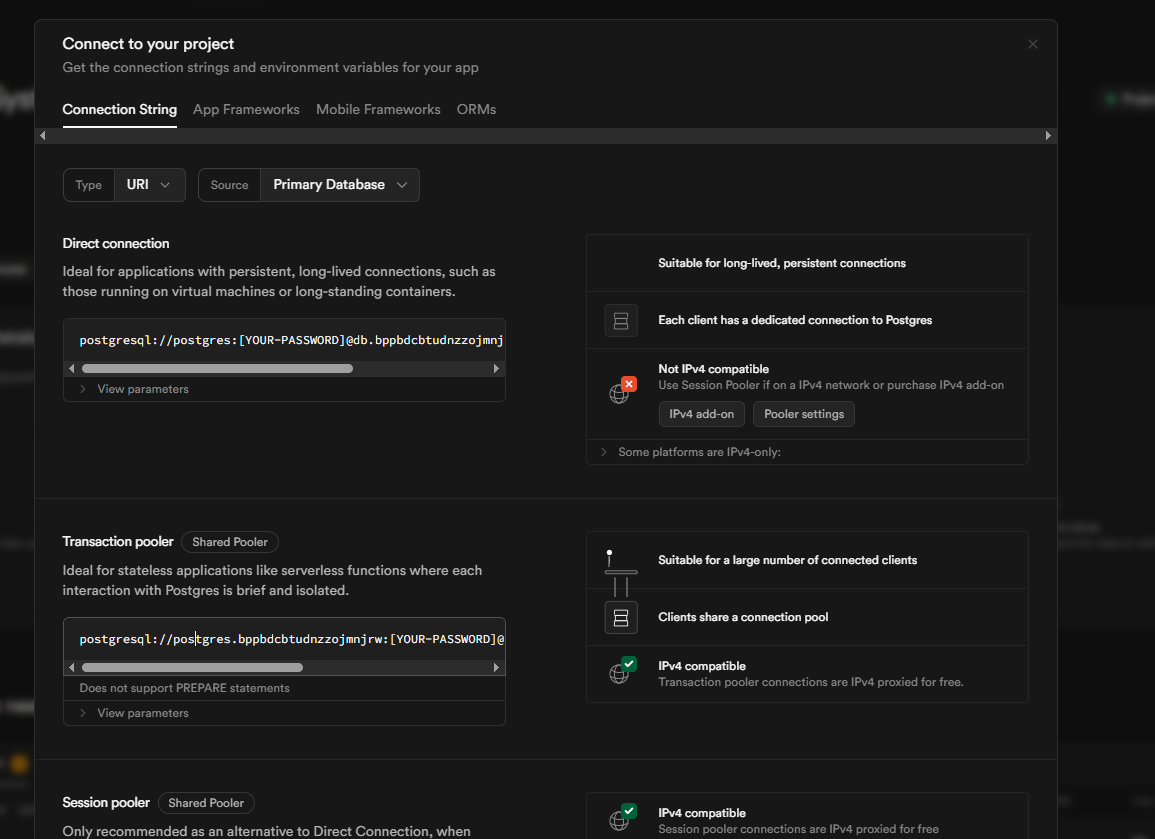 Connect to your project
Get the connection strings and environment variables for your app
Connection String App Frameworks Mobile Frameworks ORMs
Type URI Source Primary Database
Direct connection
Ideal for applications with persistent, long-lived connections, such as
those running on virtual machines or long-standing containers.
postgresql://postgres:[YOUR-PASSWORD]@db.bppbdcbtudnzzojmnj
View parameters
Suitable for long-lived, persistent connections
Each client has a dedicated connection to Postgres
Not IPv4 compatible
Use Session Pooler if on a IPv4 network or purchase IPv4 add-on
IPv4 add-on Pooler settings
Some platforms are IPv4-only:
Transaction pooler Shared Pooler
Ideal for stateless applications like serverless functions where each
interaction with Postgres is brief and isolated.
postgresql://postgres.bppbdcbtudnzzojmnjrw:[YOUR-PASSWORD]@
Does not support PREPARE statements
View parameters
Suitable for a large number of connected clients
Clients share a connection pool
IPv4 compatible
Transaction pooler connections are IPv4 proxied for free.
Session pooler Shared Pooler
Only recommended as an alternative to Direct Connection, when
IPv4 compatible
Session pooler connections are IPv4 proxied for free